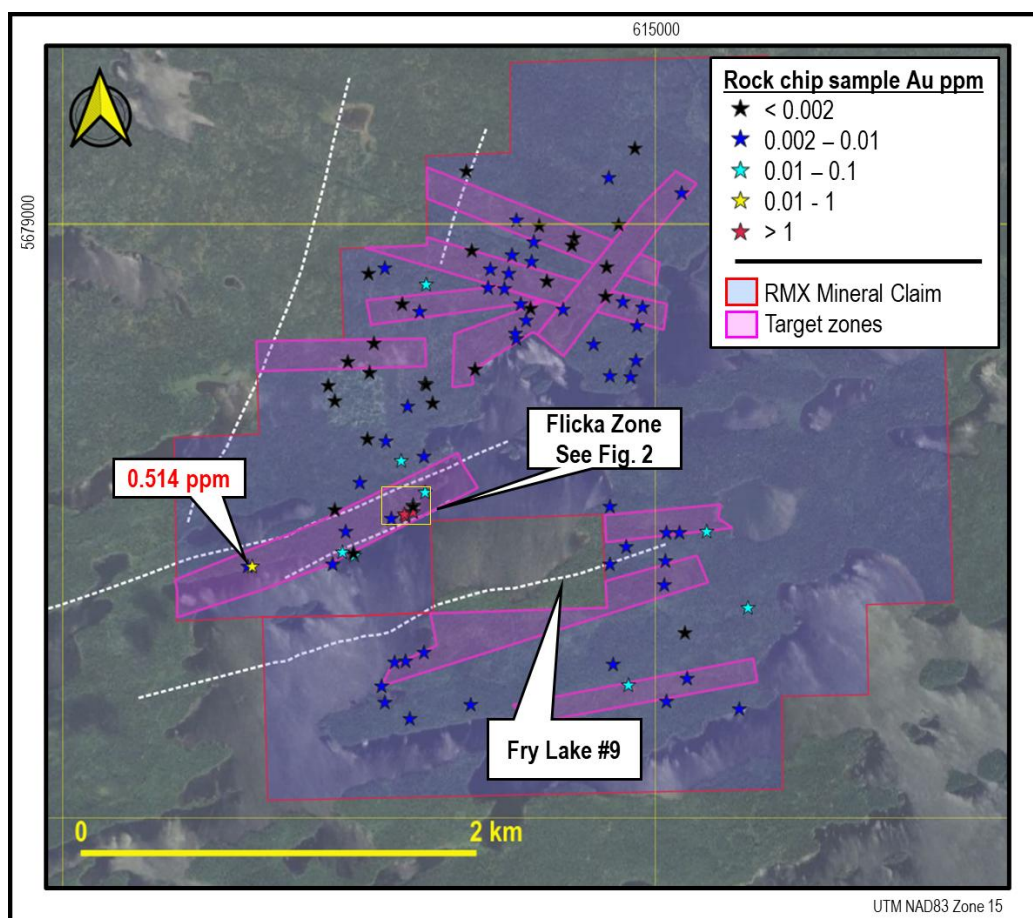 615000
5679000
Rock chip sample Au ppm
< 0.002
0.002 – 0.01
0.01 – 0.1
0.01 - 1
> 1
RMX Mineral Claim
Target zones
Flicka Zone
See Fig. 2
0.514 ppm
Fry Lake #9
0
2 km
UTM NAD83 Zone 15